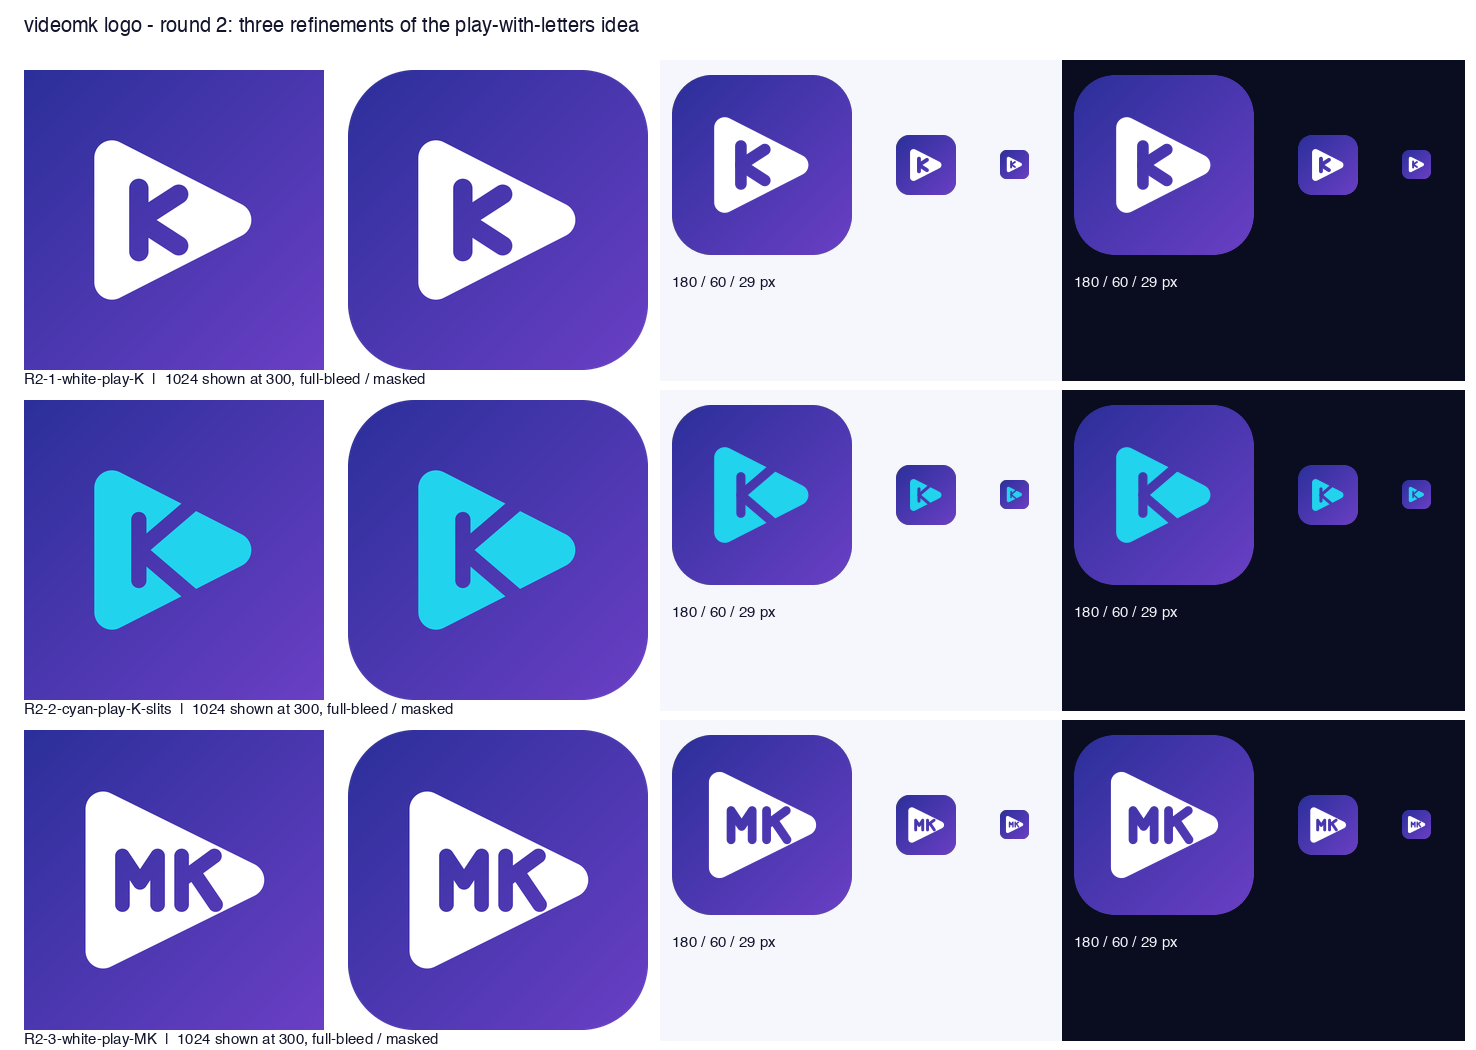 videomk logo - round 2: three refinements of the play-with-letters idea
K
K
K
K
K
K
K
K
180 / 60 / 29 px
180 / 60 / 29 px
R2-1-white-play-K | 1024 shown at 300, full-bleed / masked
K
K
K
K
K
K
K
K
180 / 60 / 29 px
180 / 60 / 29 px
R2-2-cyan-play-K-slits | 1024 shown at 300, full-bleed / masked
MK
MK
MK
MK
MK
MK
MK
MK
180 / 60 / 29 px
180 / 60 / 29 px
R2-3-white-play-MK | 1024 shown at 300, full-bleed / masked